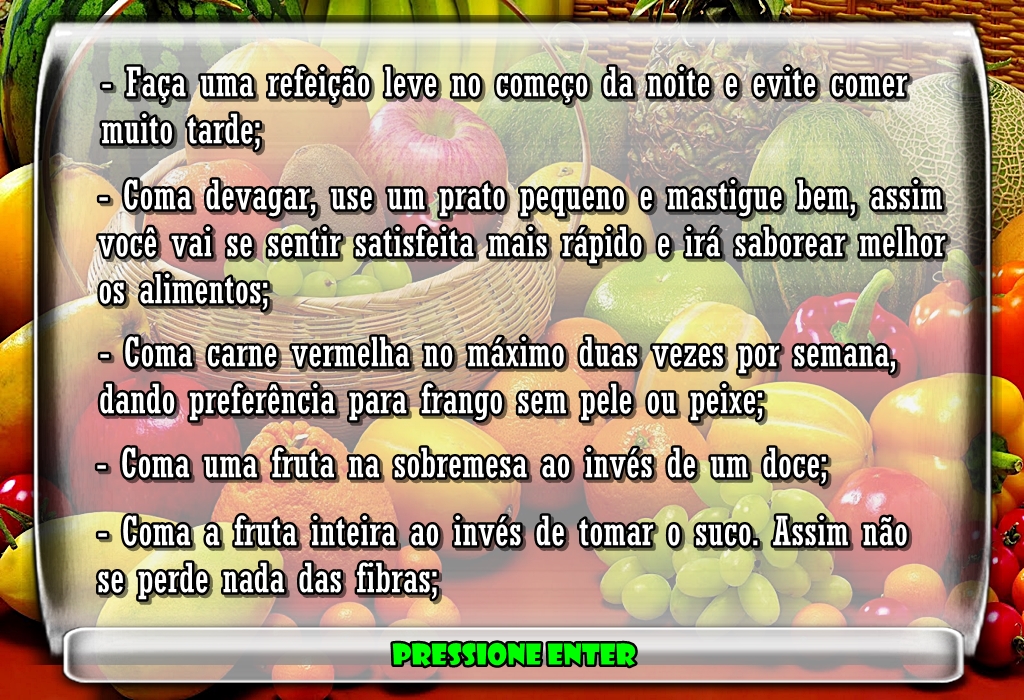 - Faça uma refeição leve no começo da noite e evite comer
muito tarde;
- Coma devagar, use um prato pequeno e mastigue bem, assim
você vai se sentir satisfeita mais rápido e irá saborear melhor
os alimentos;
- Coma carne vermelha no máximo duas vezes por semana,
dando preferência para frango sem pele ou peixe;
- Coma uma fruta na sobremesa ao invés de um doce;
- Coma a fruta inteira ao invés de tomar o suco. Assim não
se perde nada das fibras;
PRESSIONE ENTER